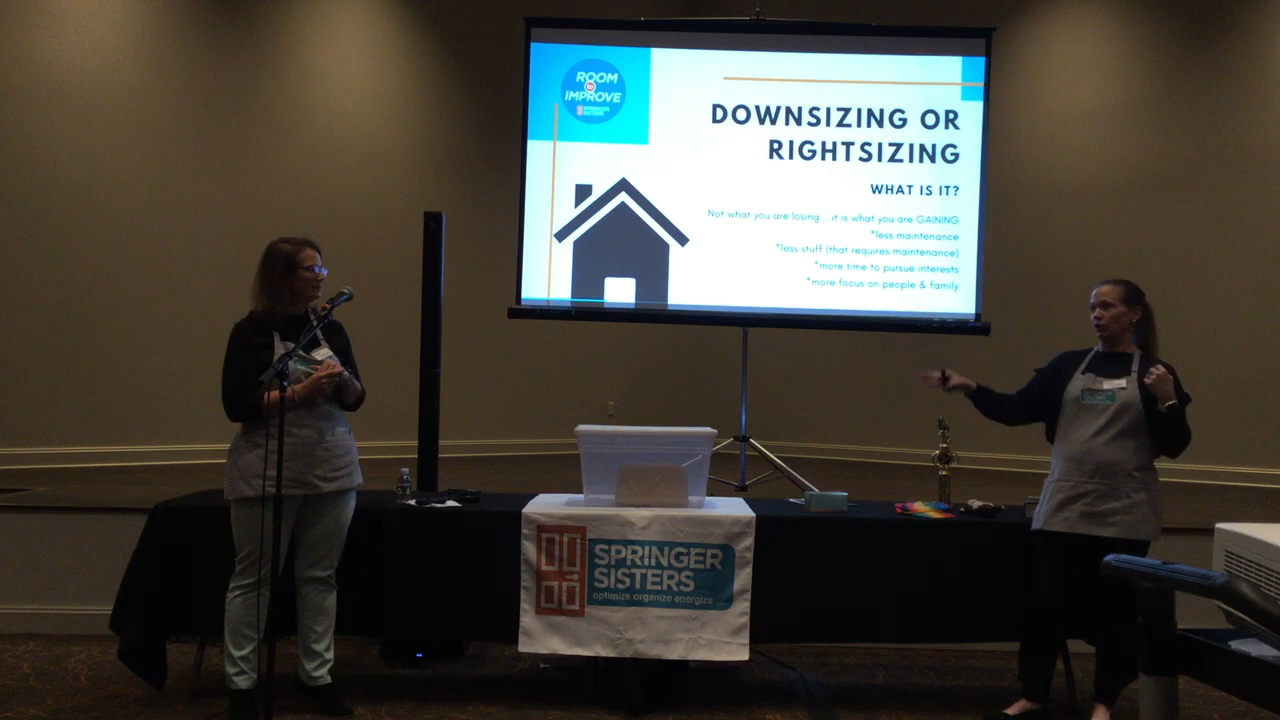 ROOM
to
IMPROVE
SPRINGER
SISTERS
DOWNSIZING OR
RIGHTSIZING
WHAT IS IT?
Not what you are losing....it is what you are GAINING
*less maintenance
*less stuff (that requires maintenance)
*more time to pursue interests
*more focus on people & family
SPRINGER
SISTERS
optimize organize energize